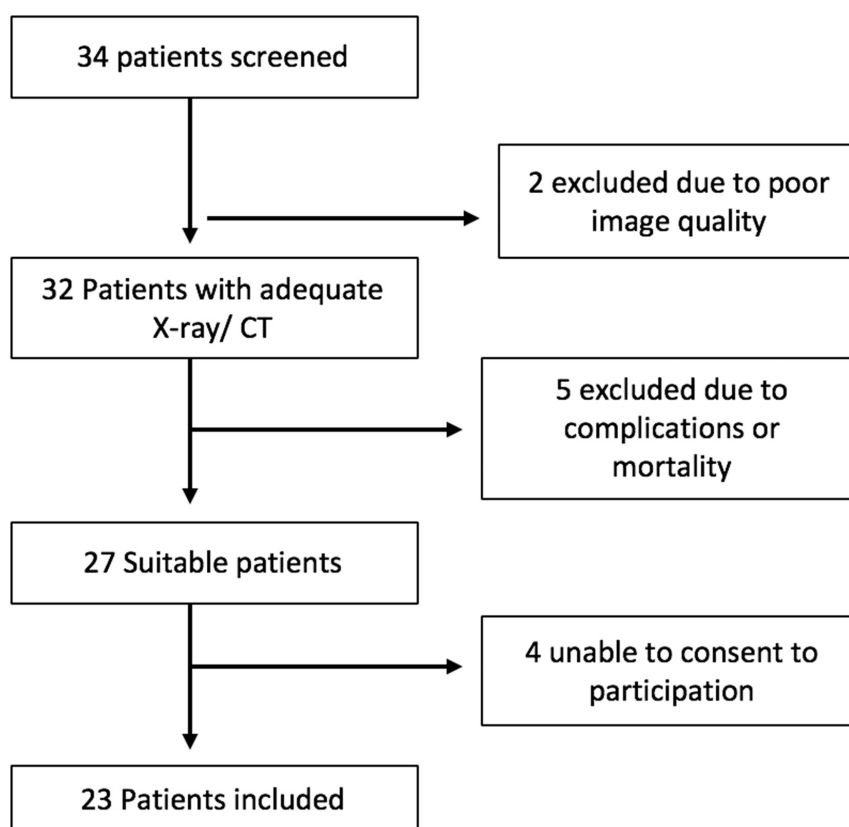 34 patients screened
2 excluded due to poor
image quality
32 Patients with adequate
X-ray/ CT
5 excluded due to
complications or
mortality
27 Suitable patients
4 unable to consent to
participation
23 Patients included